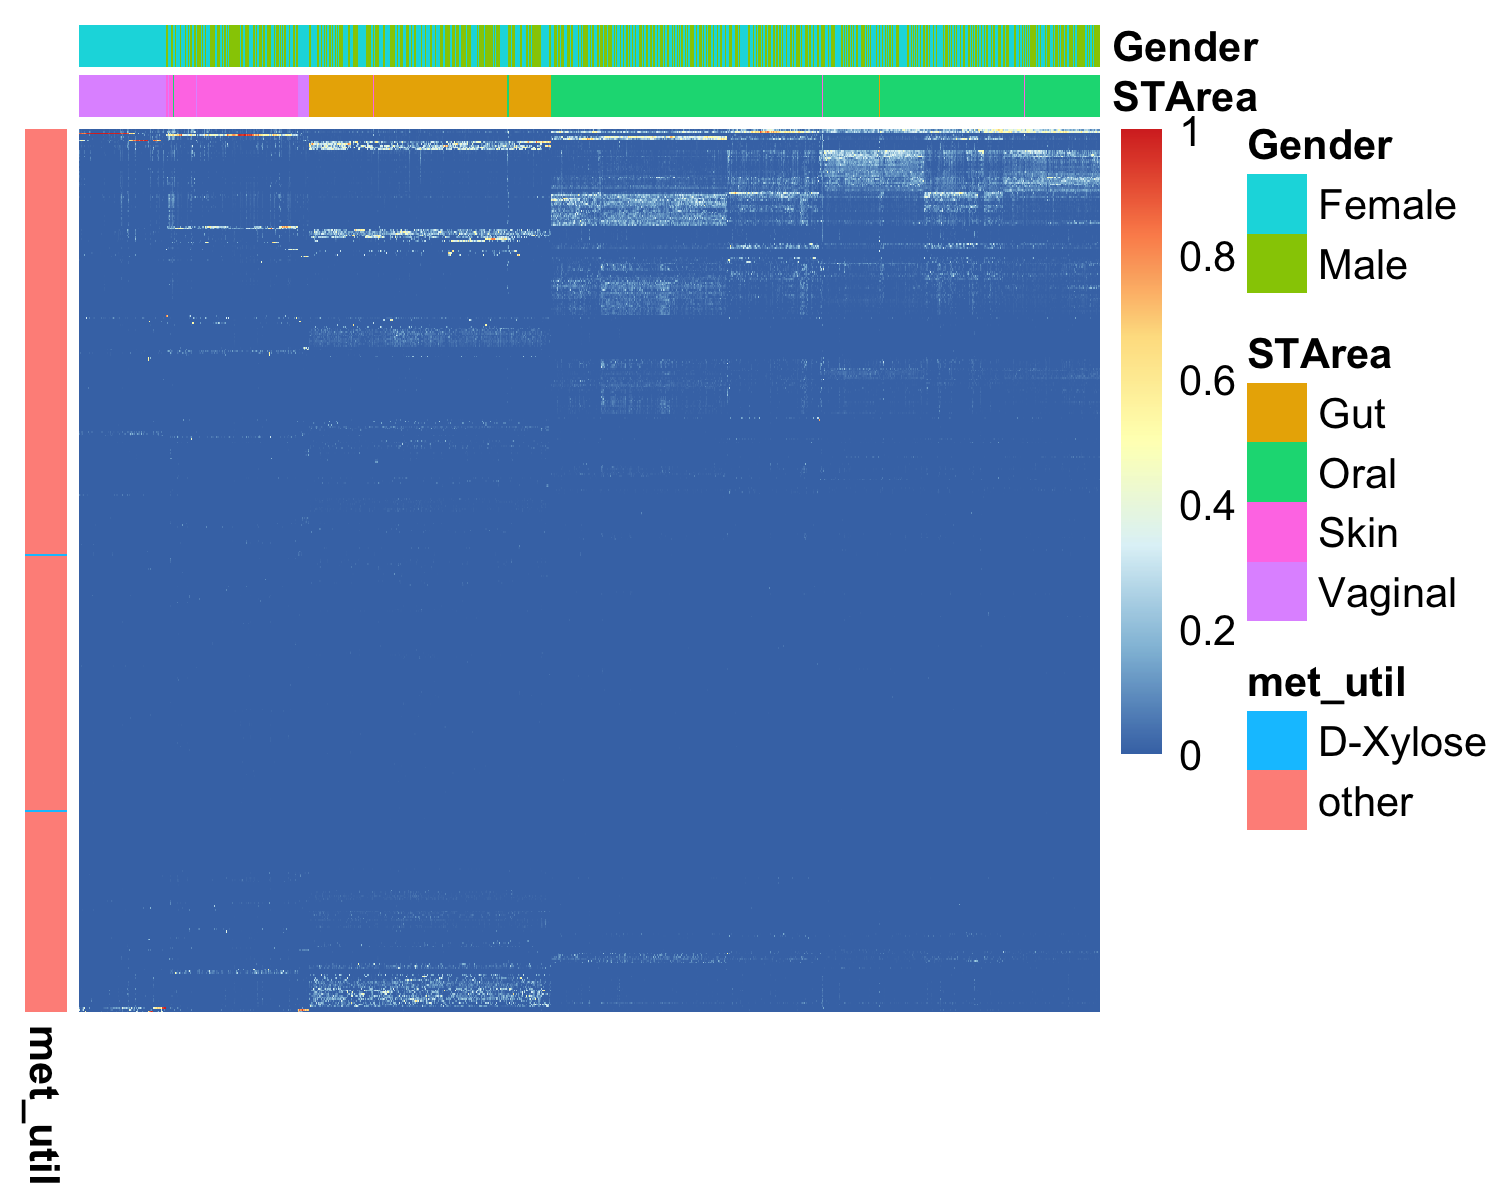 Gender
STArea
1
0.8
0.6
0.4
0.2
0
Gender
Female
Male
STArea
Gut
Oral
Skin
Vaginal
met_util
D-Xylose
other
met_util